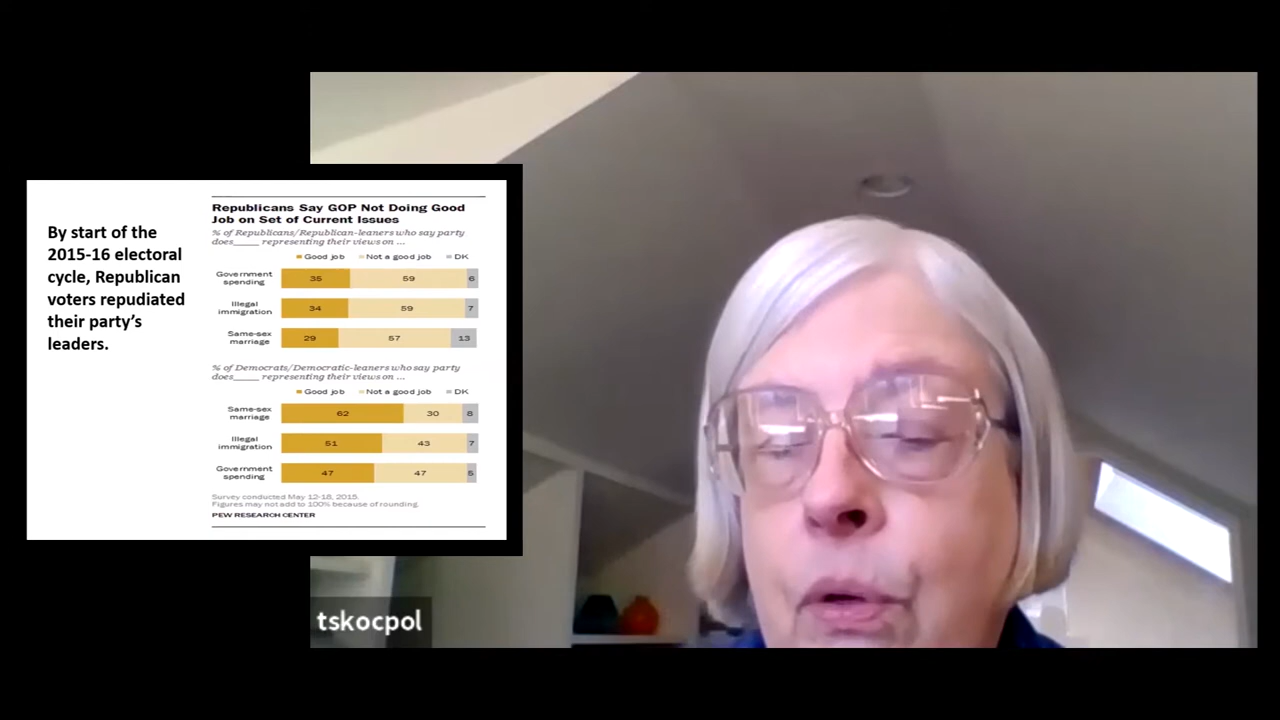 By start of the
2015-16 electoral
cycle, Republican
voters repudiated
their party's
leaders.
Republicans Say GOP Not Doing Good
Job on Set of Current Issues
% of Republicans/Republican-leaners who say party
does_____ representing their views on ...
Good job Not a good job DK
Government
spending
35 59 6
Illegal
immigration
34 59 7
Same-sex
marriage
29 57 13
% of Democrats/Democratic-leaners who say party
does_____ representing their views on ...
Good job Not a good job DK
Same-sex
marriage
62 30 8
Illegal
immigration
51 43 7
Government
spending
47 47 5
Survey conducted May 12-18, 2015.
Figures may not add to 100% because of rounding.
PEW RESEARCH CENTER
tskocpol